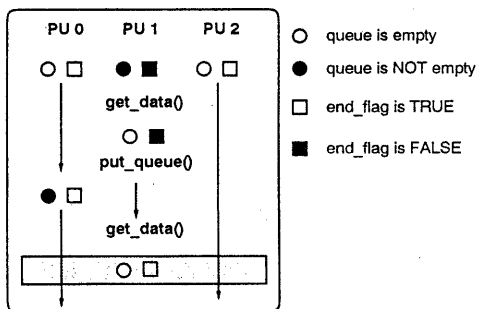 PU 0 PU 1 PU 2
get_data()
put_queue()
get_data()
queue is empty
queue is NOT empty
end_flag is TRUE
end_flag is FALSE